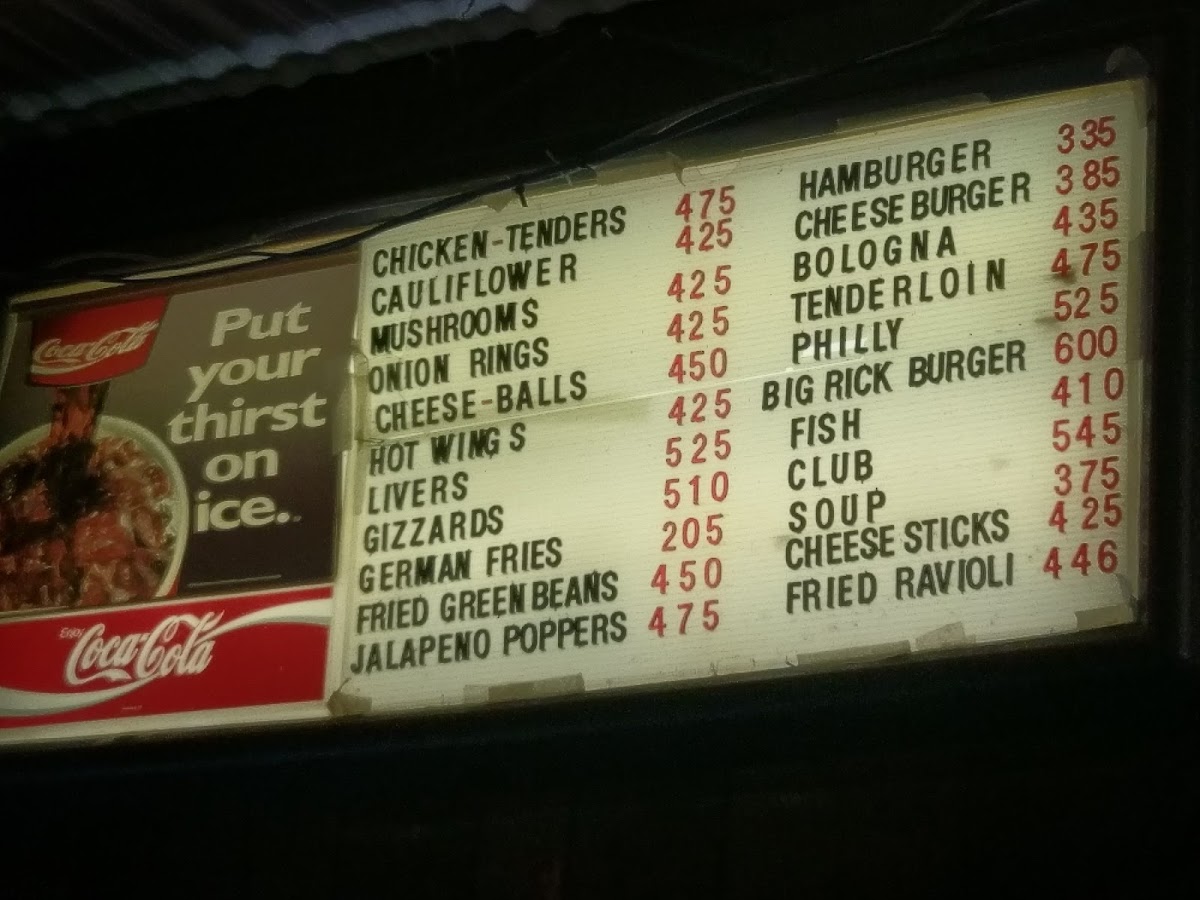 Coca-Cola
Put
your
thirst
on
ice.
Enjoy
Coca-Cola
CHICKEN-TENDERS 475
CAULIFLOWER 425
MUSHROOMS 425
ONION RINGS 425
CHEESE-BALLS 450
HOT WINGS 425
LIVERS 525
GIZZARDS 510
GERMAN FRIES 205
FRIED GREEN BEANS 450
JALAPENO POPPERS 475
HAMBURGER 335
CHEESEBURGER 385
BOLOGNA 435
TENDERLOIN 475
PHILLY 525
BIG RICK BURGER 600
FISH 410
CLUB 545
SOUP 375
CHEESE STICKS 425
FRIED RAVIOLI 446